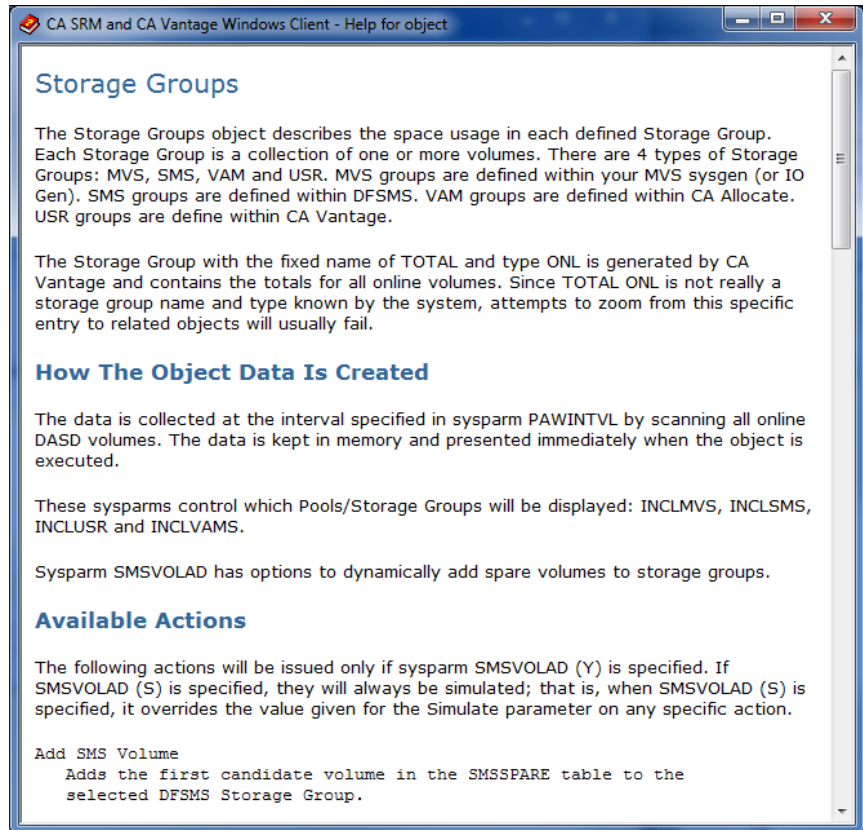 CA SRM and CA Vantage Windows Client - Help for object
Storage Groups
The Storage Groups object describes the space usage in each defined Storage Group.
Each Storage Group is a collection of one or more volumes. There are 4 types of Storage
Groups: MVS, SMS, VAM and USR. MVS groups are defined within your MVS sysgen (or IO
Gen). SMS groups are defined within DFSMS. VAM groups are defined within CA Allocate.
USR groups are define within CA Vantage.
The Storage Group with the fixed name of TOTAL and type ONL is generated by CA
Vantage and contains the totals for all online volumes. Since TOTAL ONL is not really a
storage group name and type known by the system, attempts to zoom from this specific
entry to related objects will usually fail.
How The Object Data Is Created
The data is collected at the interval specified in sysparm PAWINTVL by scanning all online
DASD volumes. The data is kept in memory and presented immediately when the object is
executed.
These sysparms control which Pools/Storage Groups will be displayed: INCLMVS, INCLSMS,
INCLUSR and INCLVAMS.
Sysparm SMSVOLAD has options to dynamically add spare volumes to storage groups.
Available Actions
The following actions will be issued only if sysparm SMSVOLAD (Y) is specified. If
SMSVOLAD (S) is specified, they will always be simulated; that is, when SMSVOLAD (S) is
specified, it overrides the value given for the Simulate parameter on any specific action.
Add SMS Volume
Adds the first candidate volume in the SMSSPARE table to the
selected DFSMS Storage Group.